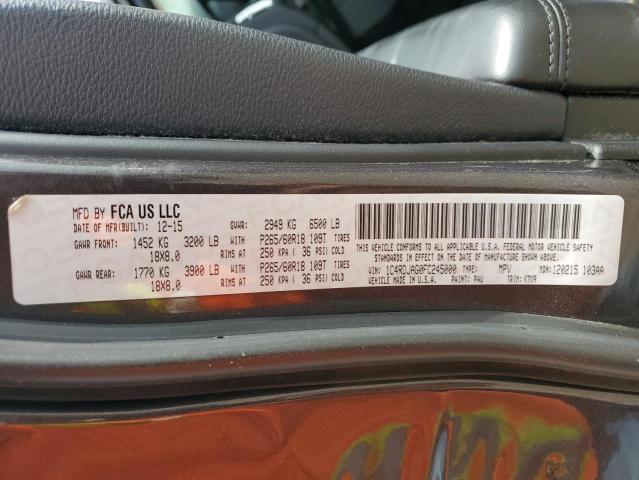 MFD BY FCA US LLC
DATE OF MFR(BUILT): 12-15 GVWR: 2949 KG 6500 LB
GAWR FRONT: 1452 KG 3200 LB WITH P265/60R18 109T TIRES
18X8.0 RIMS AT 250 KPA ( 36 PSI) COLD
GAWR REAR: 1770 KG 3900 LB WITH P265/60R18 109T TIRES
18X8.0 RIMS AT 250 KPA ( 36 PSI) COLD
THIS VEHICLE CONFORMS TO ALL APPLICABLE U.S.A. FEDERAL MOTOR VEHICLE SAFETY
STANDARDS IN EFFECT ON THE DATE OF MANUFACTURE SHOWN ABOVE.
VIN: 1C4RDJAG0FC245000 TYPE: MPV MDH: 120215 103AA
VEHICLE MADE IN U.S.A. PAINT: PAU TRIM: K7X9